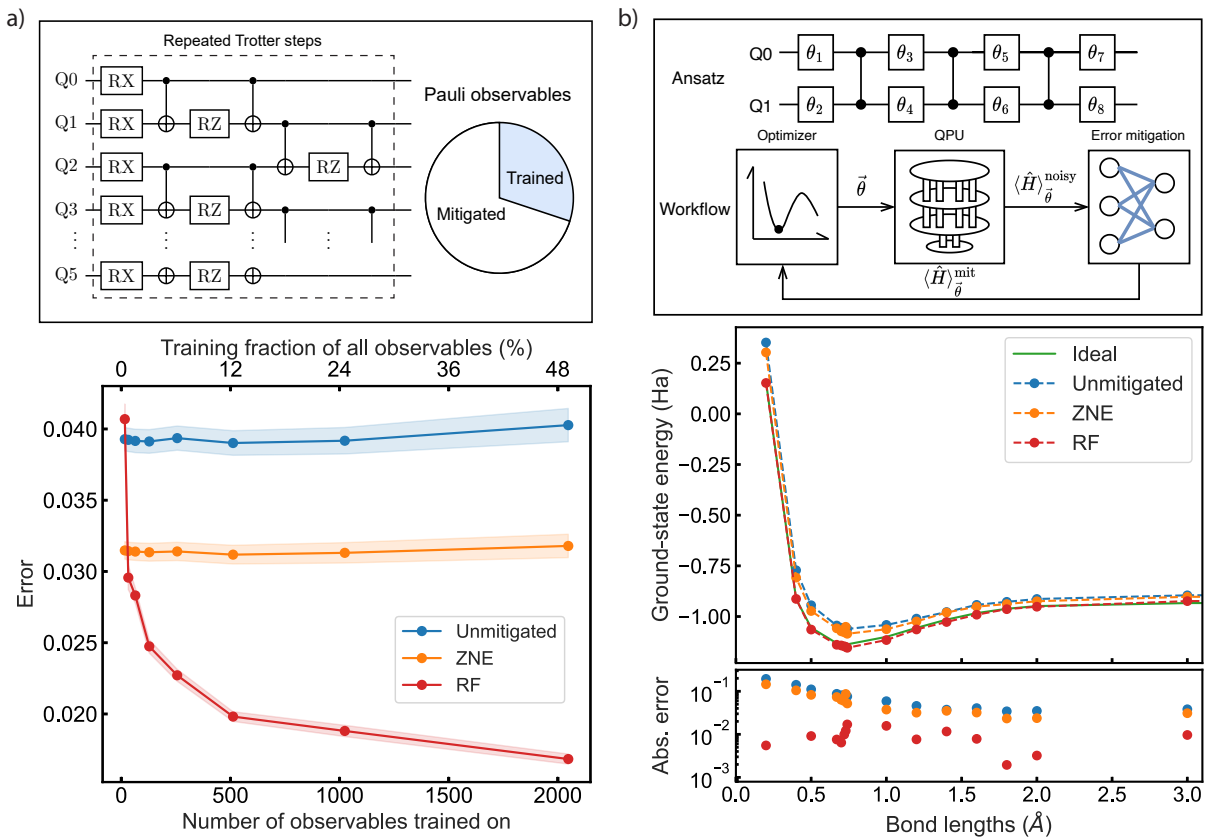 a)
Repeated Trotter steps
Q0 RX
Q1 RX RZ
Q2 RX RZ
Q3 RX RZ
Q5 RX RZ
Pauli observables
Trained
Mitigated
Training fraction of all observables (%)
0 12 24 36 48
Error
0.040
0.035
0.030
0.025
0.020
Unmitigated
ZNE
RF
0 500 1000 1500 2000
Number of observables trained on
b)
Ansatz
Q0 θ1 θ3 θ5 θ7
Q1 θ2 θ4 θ6 θ8
Optimizer QPU Error mitigation
Workflow
θ⃗
⟨Ĥ⟩θ⃗ noisy
⟨Ĥ⟩θ⃗ mit
Ground-state energy (Ha)
0.25
0.00
−0.25
−0.50
−0.75
−1.00
Ideal
Unmitigated
ZNE
RF
Abs. error
10⁻¹
10⁻²
10⁻³
0.0 0.5 1.0 1.5 2.0 2.5 3.0
Bond lengths (Å)